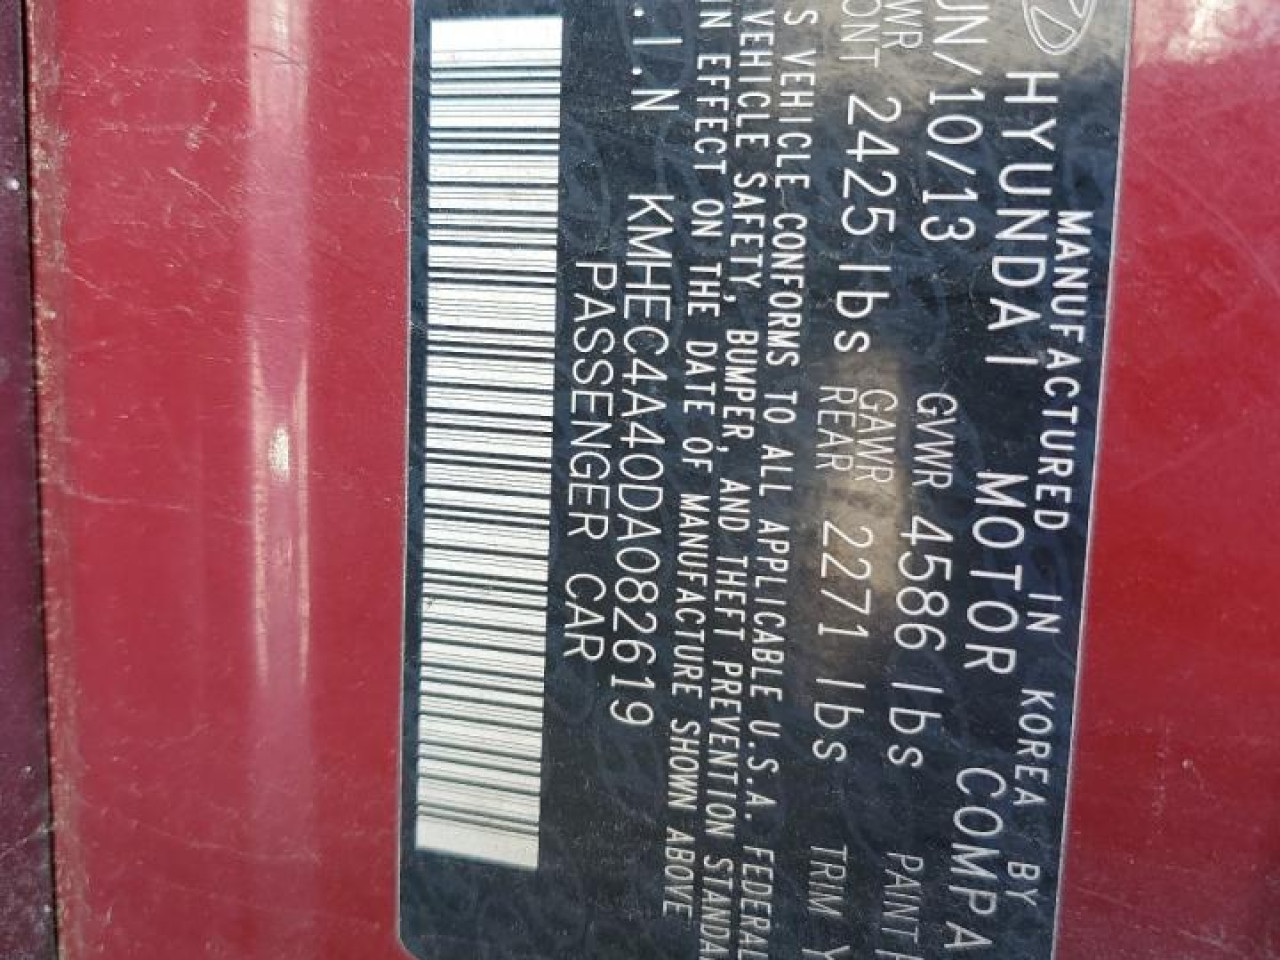 MANUFACTURED IN KOREA BY
HYUNDAI MOTOR COMPA
UN/10/13 GVWR 4586 lbs PAINT
WR GAWR
ONT 2425 lbs REAR 2271 lbs TRIM Y
S VEHICLE CONFORMS TO ALL APPLICABLE U.S.A. FEDERAL
VEHICLE SAFETY, BUMPER, AND THEFT PREVENTION STANDA
IN EFFECT ON THE DATE OF MANUFACTURE SHOWN ABOVE
.I.N KMHEC4A40DA082619
PASSENGER CAR